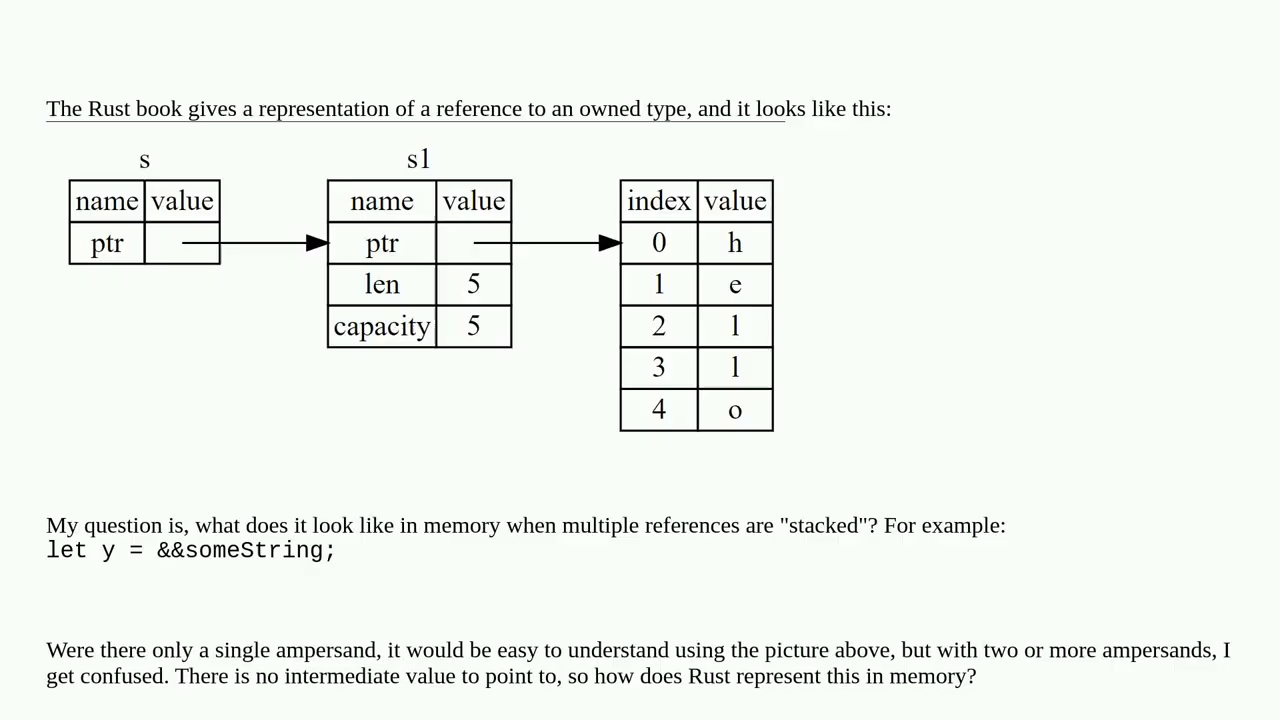 The Rust book gives a representation of a reference to an owned type, and it looks like this:
s s1
name value name value index value
ptr ptr 0 h
len 5 1 e
capacity 5 2 l
3 l
4 o
My question is, what does it look like in memory when multiple references are "stacked"? For example:
let y = &&someString;
Were there only a single ampersand, it would be easy to understand using the picture above, but with two or more ampersands, I
get confused. There is no intermediate value to point to, so how does Rust represent this in memory?